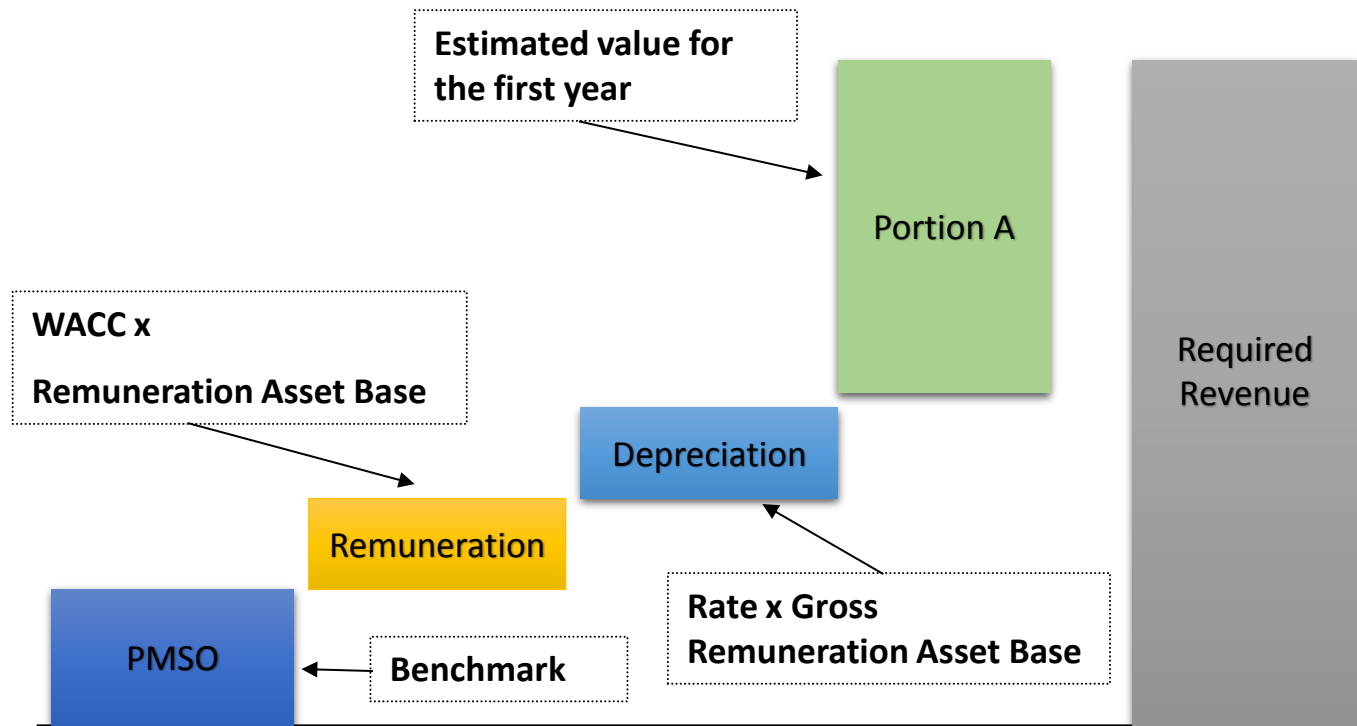 Estimated value for
the first year
Portion A
WACC x
Remuneration Asset Base
Required
Revenue
Depreciation
Remuneration
Rate x Gross
Remuneration Asset Base
PMSO
Benchmark